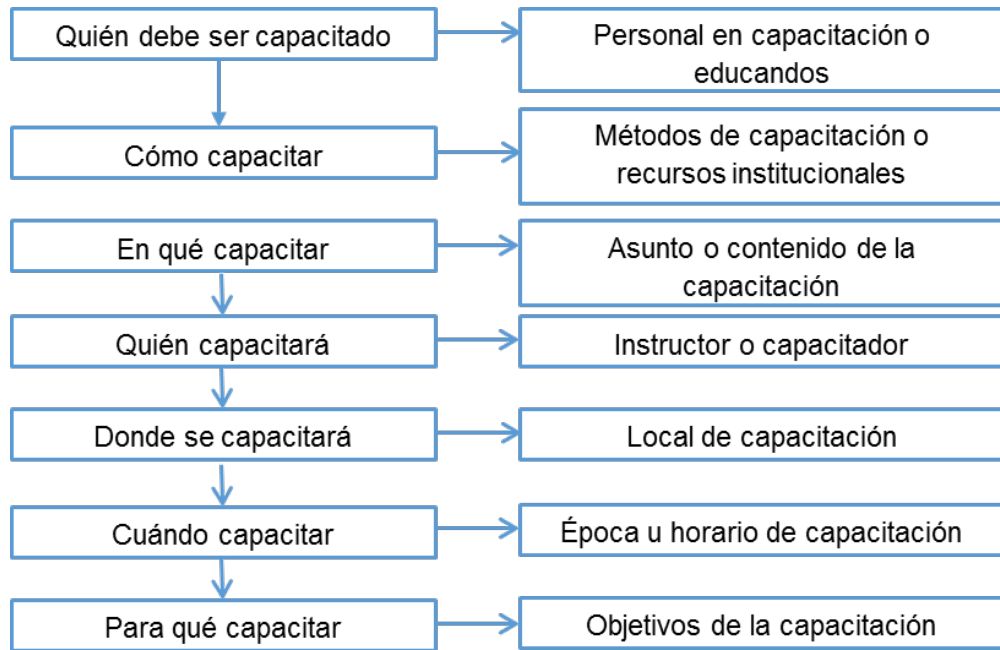 Quién debe ser capacitado
Personal en capacitación o
educandos
Cómo capacitar
Métodos de capacitación o
recursos institucionales
En qué capacitar
Asunto o contenido de la
capacitación
Quién capacitará
Instructor o capacitador
Donde se capacitará
Local de capacitación
Cuándo capacitar
Época u horario de capacitación
Para qué capacitar
Objetivos de la capacitación